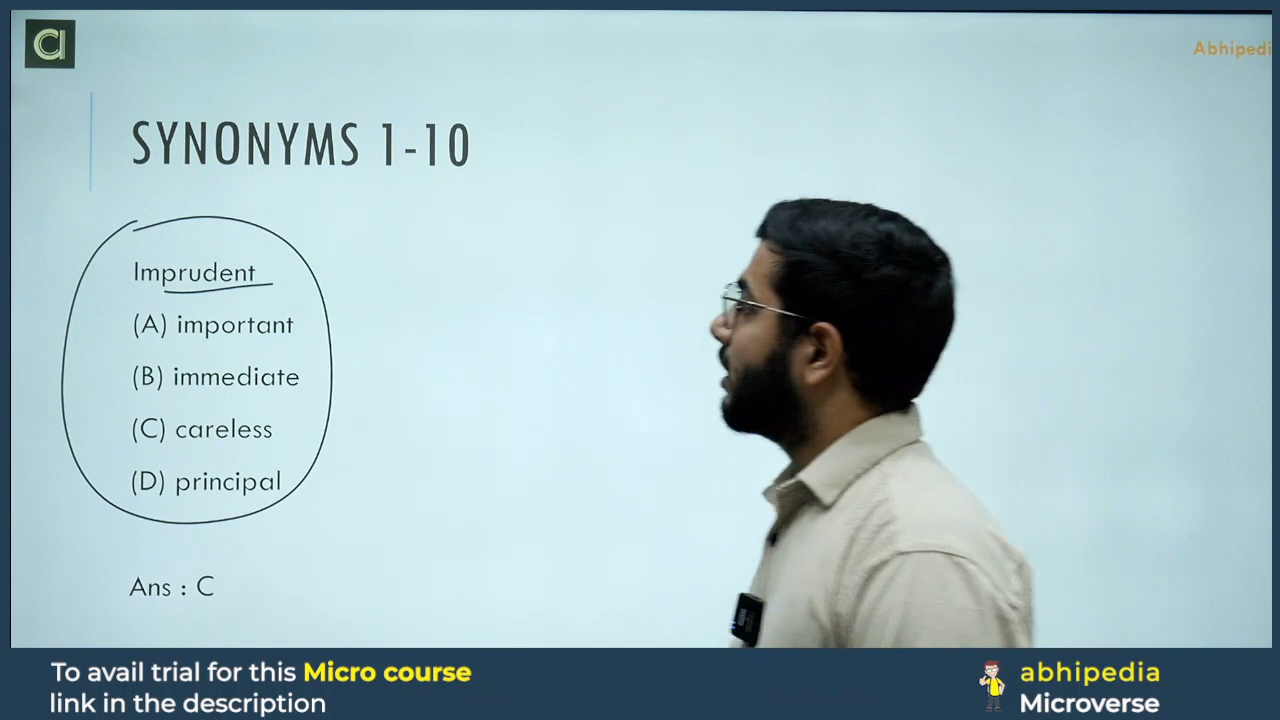 Abhipedi
SYNONYMS 1-10
Imprudent
(A) important
(B) immediate
(C) careless
(D) principal
Ans : C
To avail trial for this Micro course
link in the description
abhipedia
Microverse